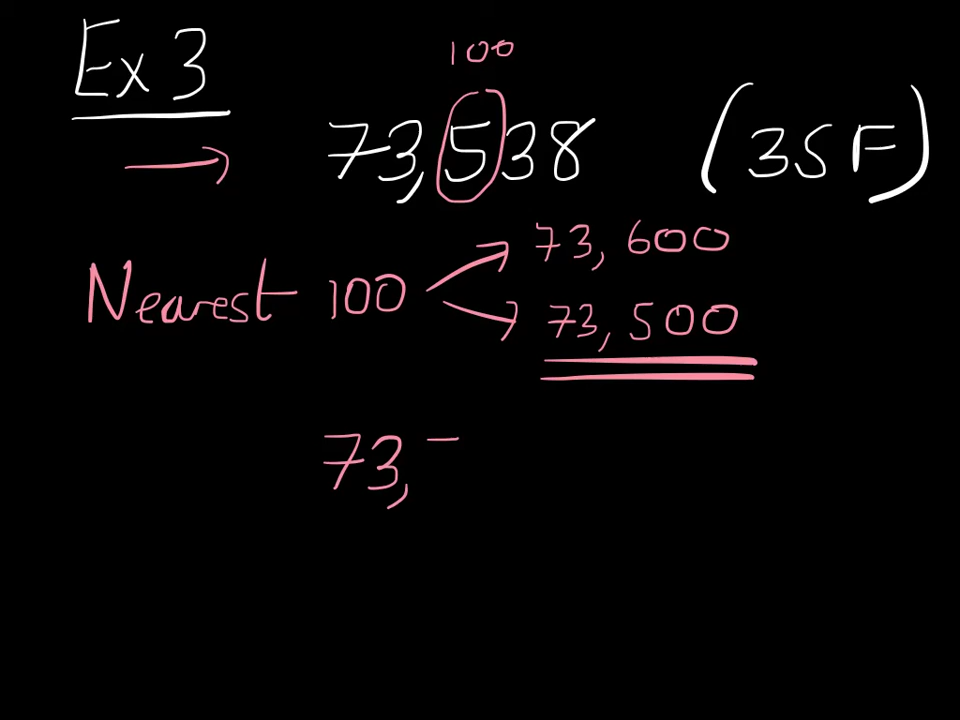 Ex 3
100
73,538 (3SF)
73,600
Nearest 100
73,500
73,